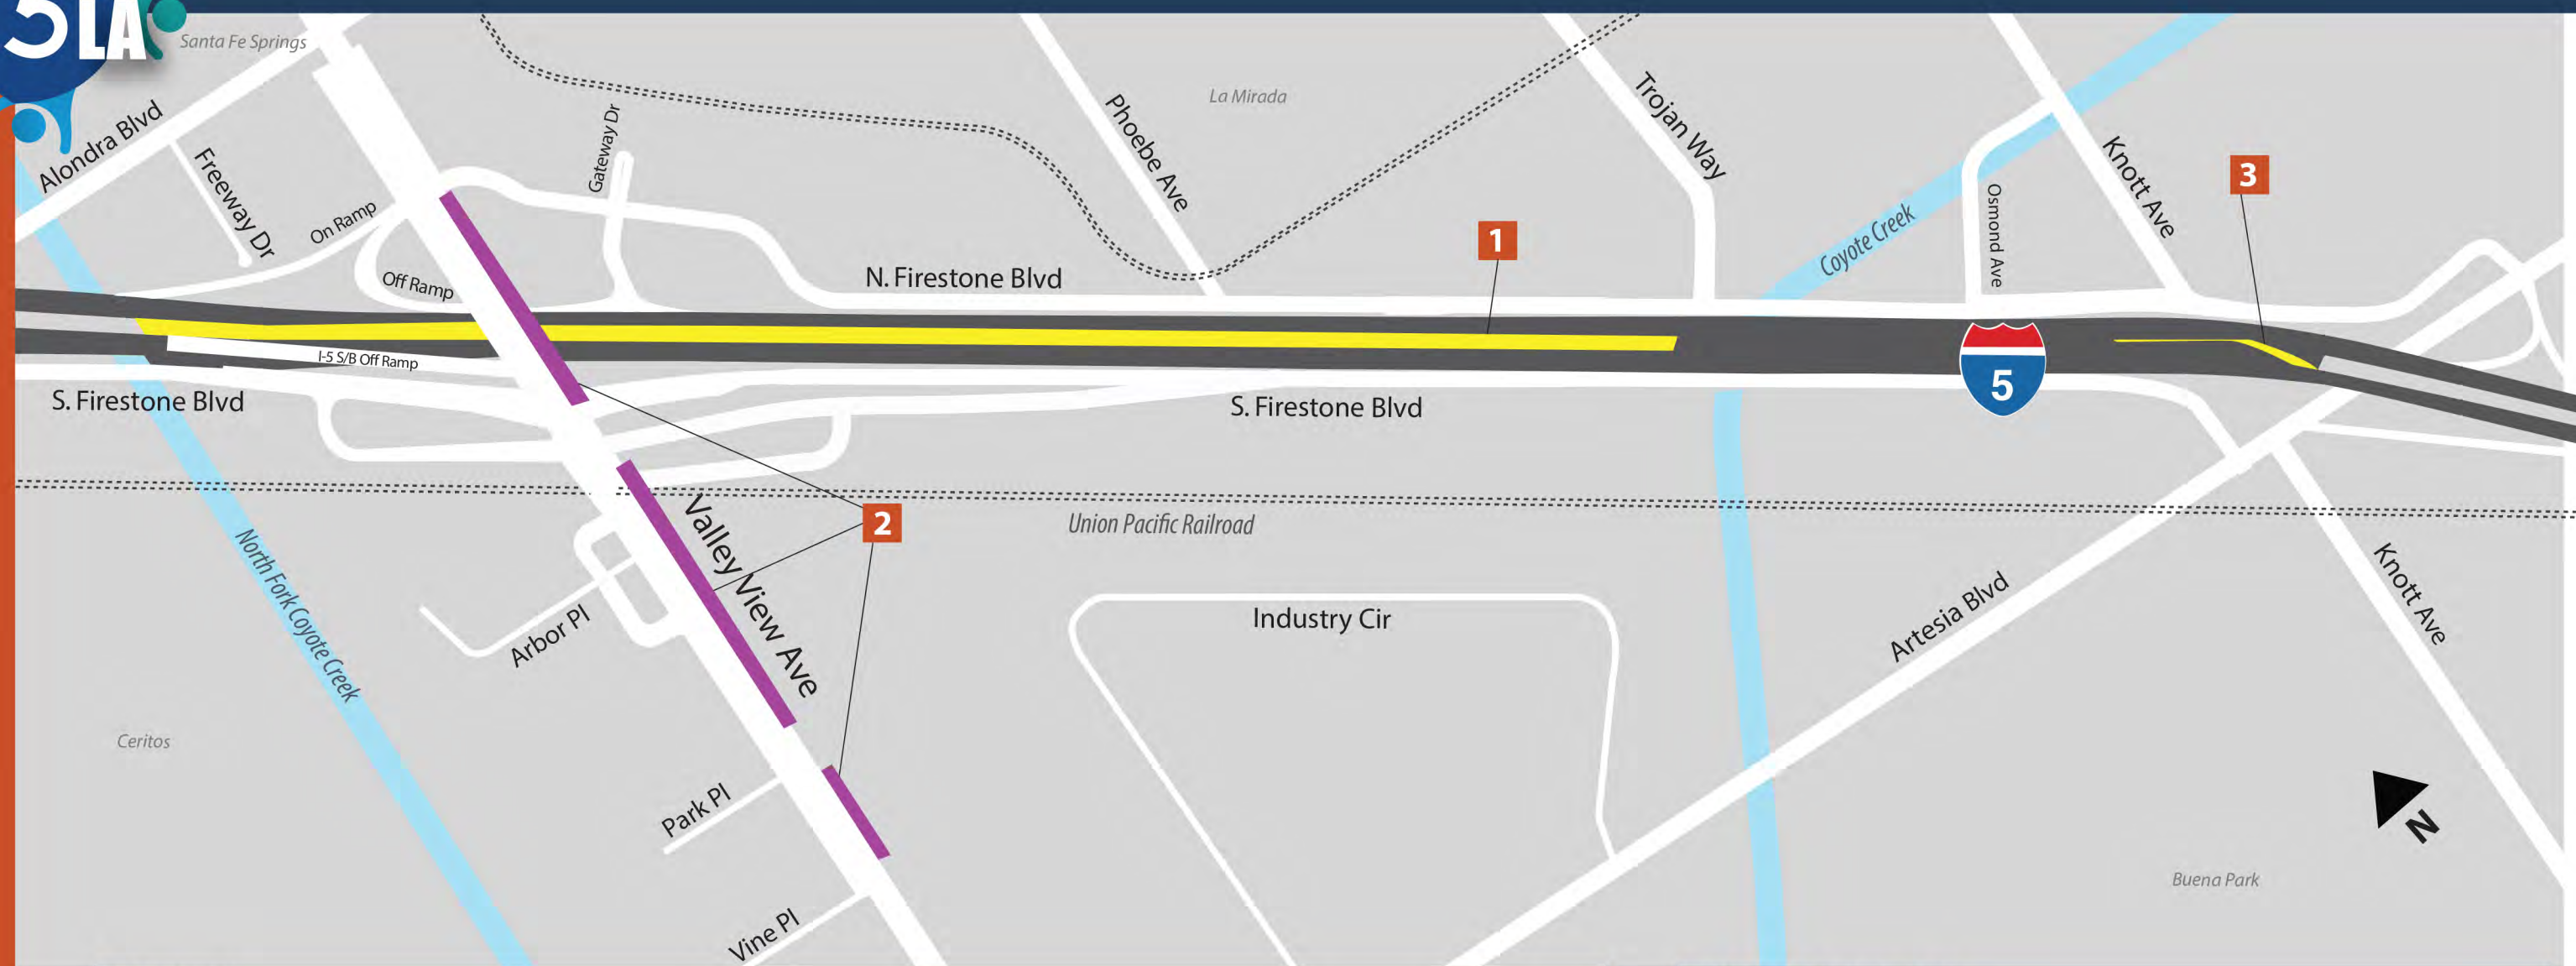 5LA
Santa Fe Springs
Alondra Blvd
Freeway Dr
On Ramp
Off Ramp
Gateway Dr
Phoebe Ave
La Mirada
Trojan Way
Coyote Creek
Osmond Ave
Knott Ave
3
1
N. Firestone Blvd
I-5 S/B Off Ramp
5
S. Firestone Blvd
S. Firestone Blvd
2
Union Pacific Railroad
Valley View Ave
North Fork Coyote Creek
Arbor Pl
Industry Cir
Artesia Blvd
Knott Ave
Ceritos
Park Pl
N
Buena Park
Vine Pl